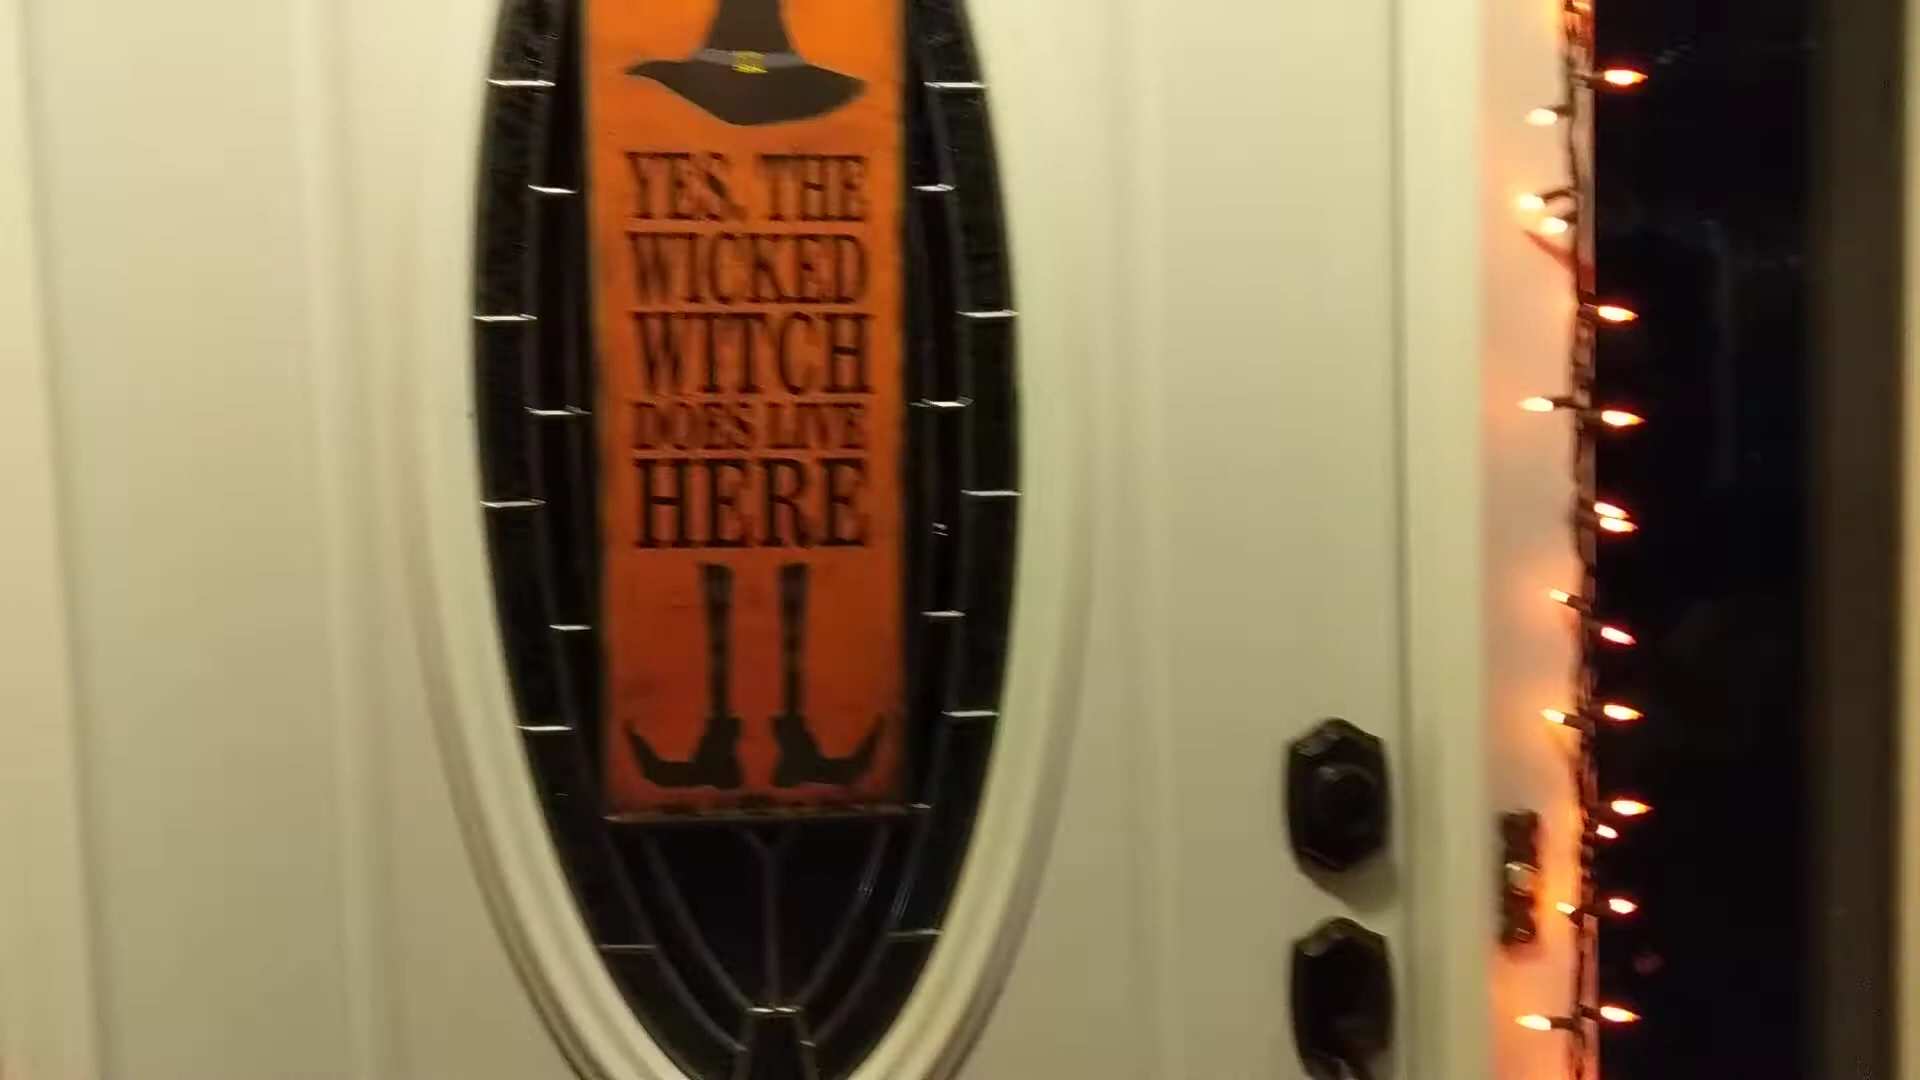 YES, THE
WICKED
WITCH
DOES LIVE
HERE